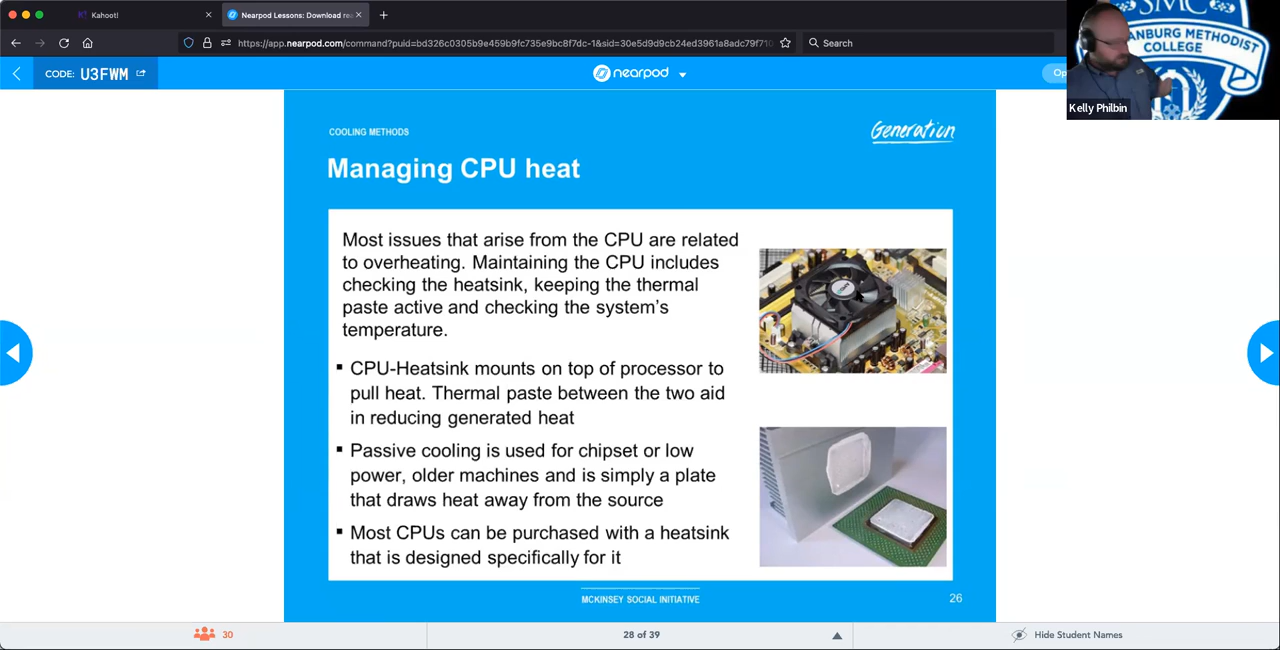 Kahoot!
Nearpod Lessons: Download re
https://app.nearpod.com/command?puid=bd326c0305b9e459b9fc735e9bc8f7dc-1&sid=30e5d9d9cb24ed3961a8adc79f710
Search
SMC
ANBURG METHODIST
COLLEGE
Kelly Philbin
CODE: U3FWM
nearpod
Op
COOLING METHODS
Generation
Managing CPU heat
Most issues that arise from the CPU are related
to overheating. Maintaining the CPU includes
checking the heatsink, keeping the thermal
paste active and checking the system's
temperature.
▪ CPU-Heatsink mounts on top of processor to
pull heat. Thermal paste between the two aid
in reducing generated heat
▪ Passive cooling is used for chipset or low
power, older machines and is simply a plate
that draws heat away from the source
▪ Most CPUs can be purchased with a heatsink
that is designed specifically for it
MCKINSEY SOCIAL INITIATIVE
26
30
28 of 39
Hide Student Names